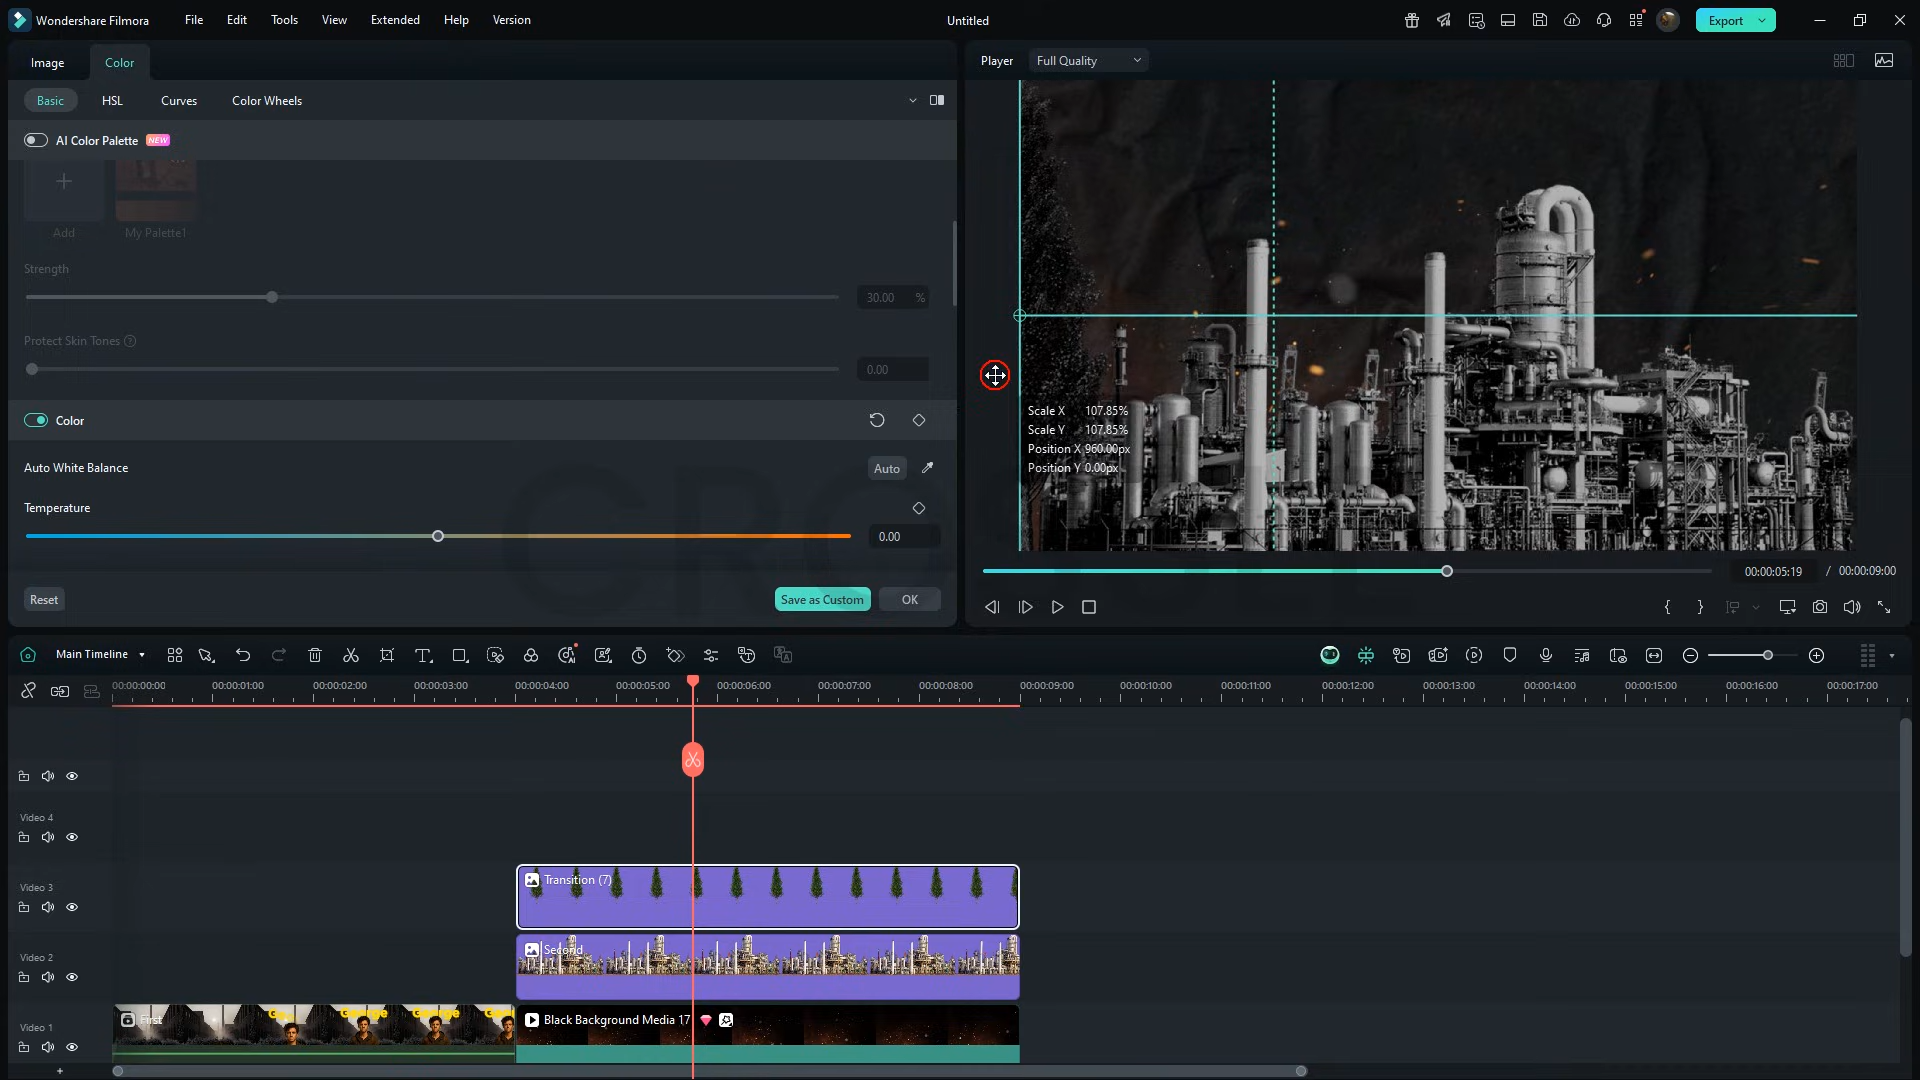 Wondershare Filmora File Edit Tools View Extended Help Version Untitled Export
Image Color
Player Full Quality
Basic HSL Curves Color Wheels
AI Color Palette NEW
Add My Palette1
Strength
30.00 %
Protect Skin Tones
0.00
Color
Auto White Balance Auto
Temperature
0.00
Reset Save as Custom OK
Scale X 107.85%
Scale Y 107.85%
Position X 960.00px
Position Y 0.00px
00:00:05:19 / 00:00:09:00
Main Timeline
00:00:00:00 00:00:01:00 00:00:02:00 00:00:03:00 00:00:04:00 00:00:05:00 00:00:06:00 00:00:07:00 00:00:08:00 00:00:09:00 00:00:10:00 00:00:11:00 00:00:12:00 00:00:13:00 00:00:14:00 00:00:15:00 00:00:16:00 00:00:17:00
Video 4
Video 3
Transition (7)
Video 2
Second
Video 1
First
George George George
Black Background Media 17